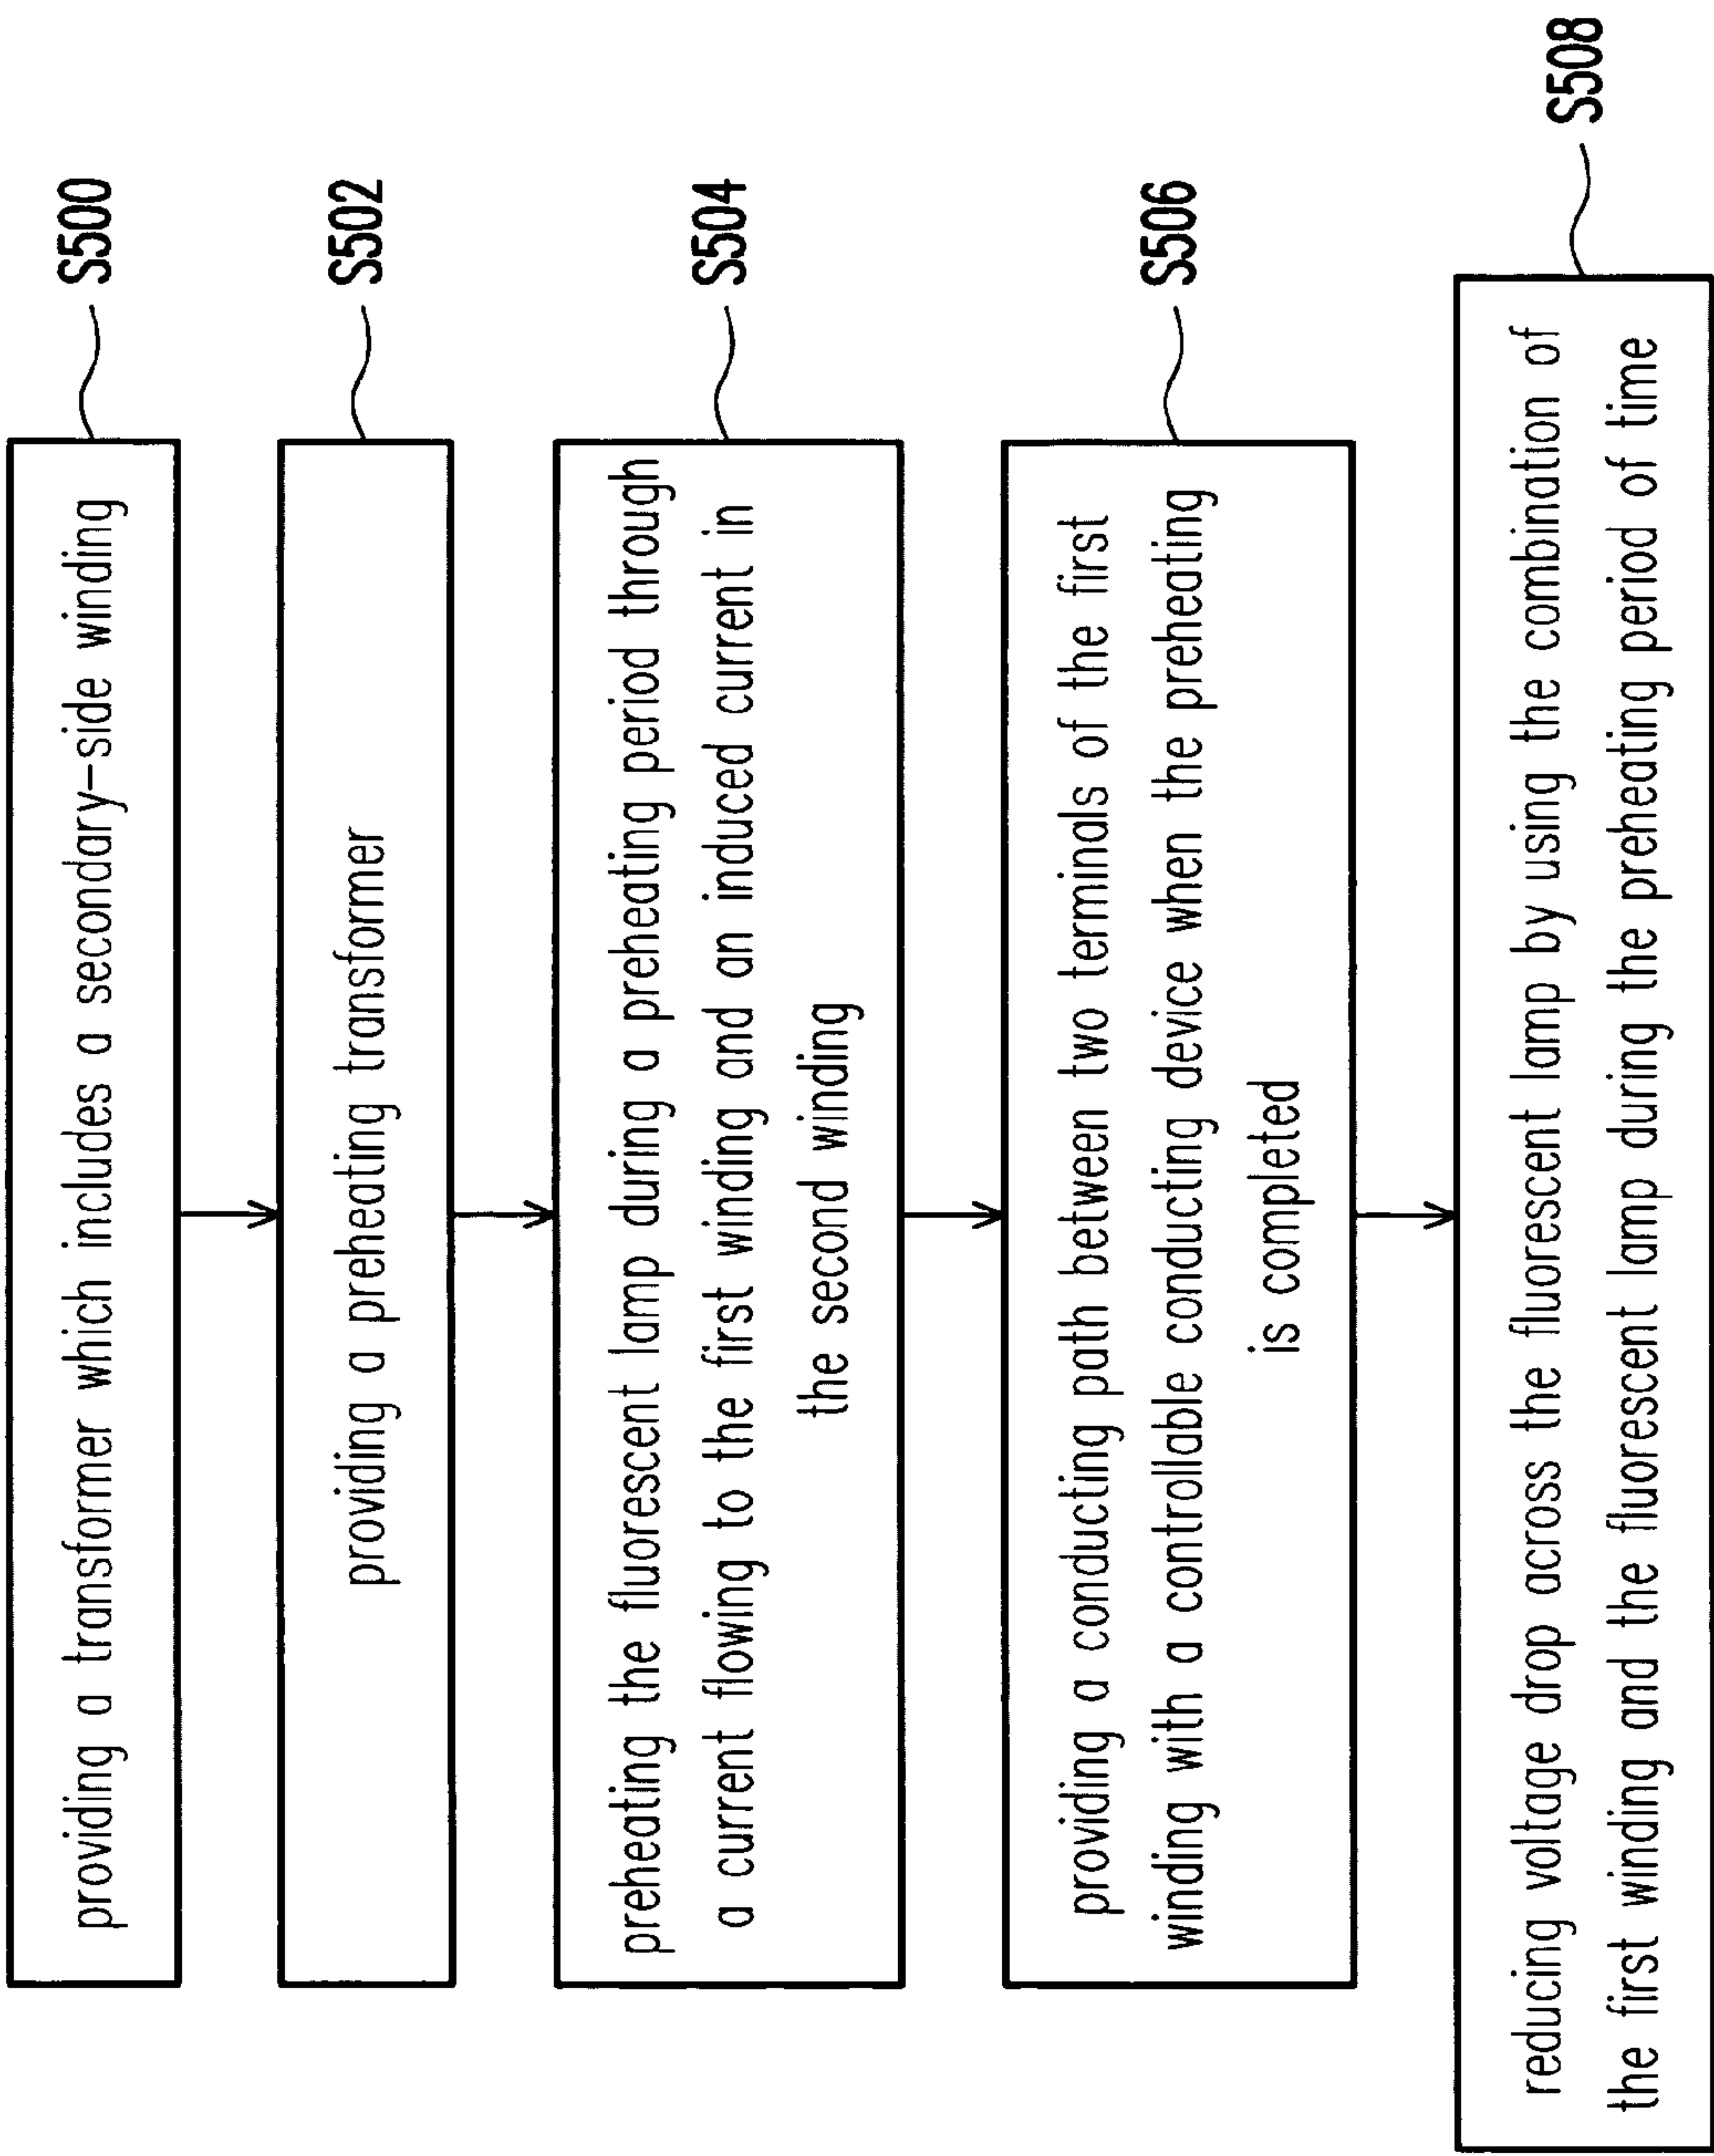 providing a transformer which includes a secondary-side winding
S500
providing a preheating transformer
S502
preheating the fluorescent lamp during a preheating period through
a current flowing to the first winding and an induced current in
the second winding
S504
providing a conducting path between two terminals of the first
winding with a controllable conducting device when the preheating
is completed
S506
reducing voltage drop across the fluorescent lamp by using the combination of
the first winding and the fluorescent lamp during the preheating period of time
S508